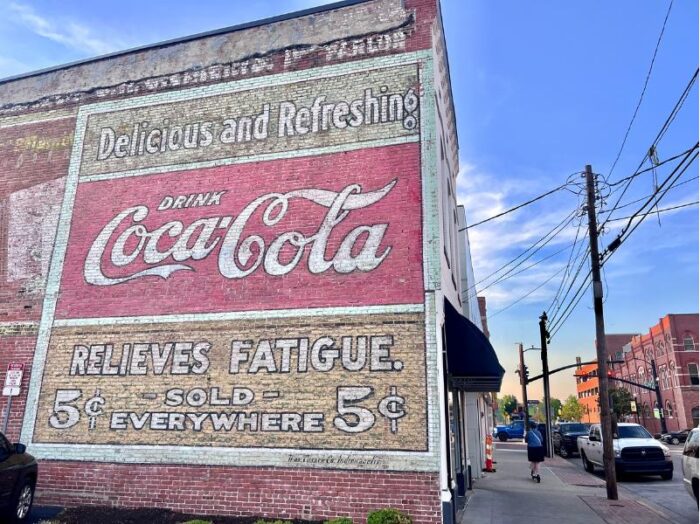 Delicious and Refreshing
DRINK
Coca-Cola
RELIEVES FATIGUE.
5¢
- SOLD -
EVERYWHERE
5¢